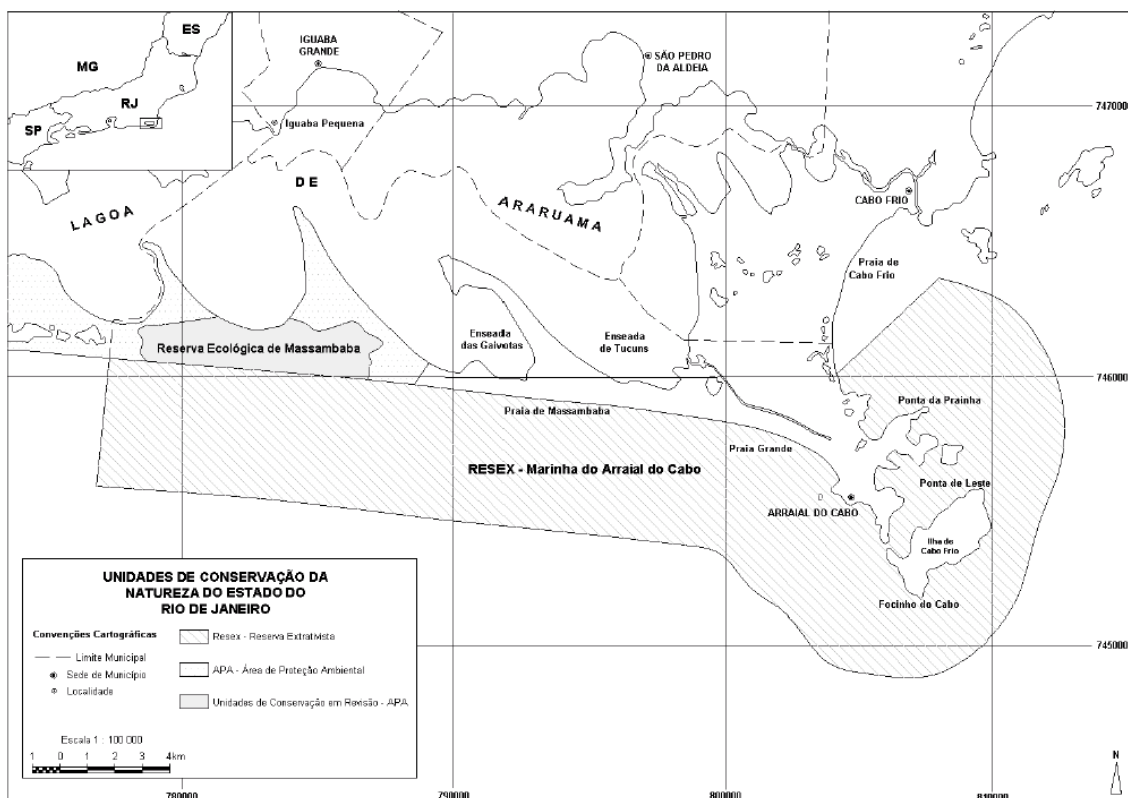 ES
MG
RJ
SP
IGUABA
GRANDE
Iguaba Pequena
SÃO PEDRO
DA ALDEIA
747000
LAGOA
DE
ARARUAMA
CABO FRIO
Praia de
Cabo Frio
Reserva Ecológica de Massambaba
Enseada
das Gaivotas
Enseada
de Tucuns
746000
Praia de Massambaba
Ponta da Prainha
Praia Grande
RESEX - Marinha do Arraial do Cabo
Ponta de Leste
ARRAIAL DO CABO
Ilha de
Cabo Frio
Focinho do Cabo
745000
UNIDADES DE CONSERVAÇÃO DA
NATUREZA DO ESTADO DO
RIO DE JANEIRO
Convenções Cartográficas
Limite Municipal
Sede de Município
Localidade
Resex - Reserva Extrativista
APA - Área de Proteção Ambiental
Unidades de Conservação em Revisão - APA
Escala 1 : 100 000
1 0 1 2 3 4km
N
780000
790000
800000
810000